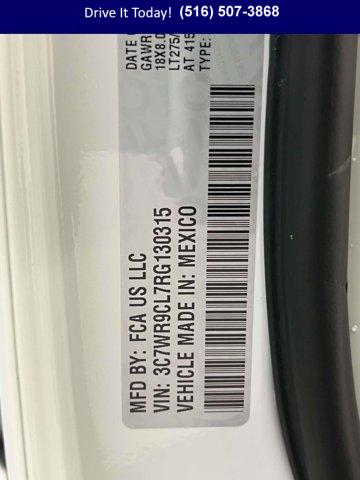 Drive It Today! (516) 507-3868
MFD BY: FCA US LLC
VIN: 3C7WR9CL7RG130315
VEHICLE MADE IN: MEXICO
DATE
GAWR
18X8.0
LT275/
AT 415
TYPE: